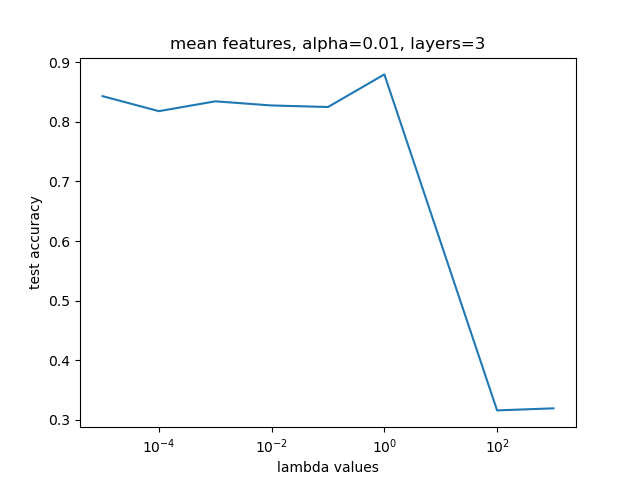 mean features, alpha=0.01, layers=3
0.9
0.8
0.7
0.6
0.5
0.4
0.3
test accuracy
10⁻⁴ 10⁻² 10⁰ 10²
lambda values